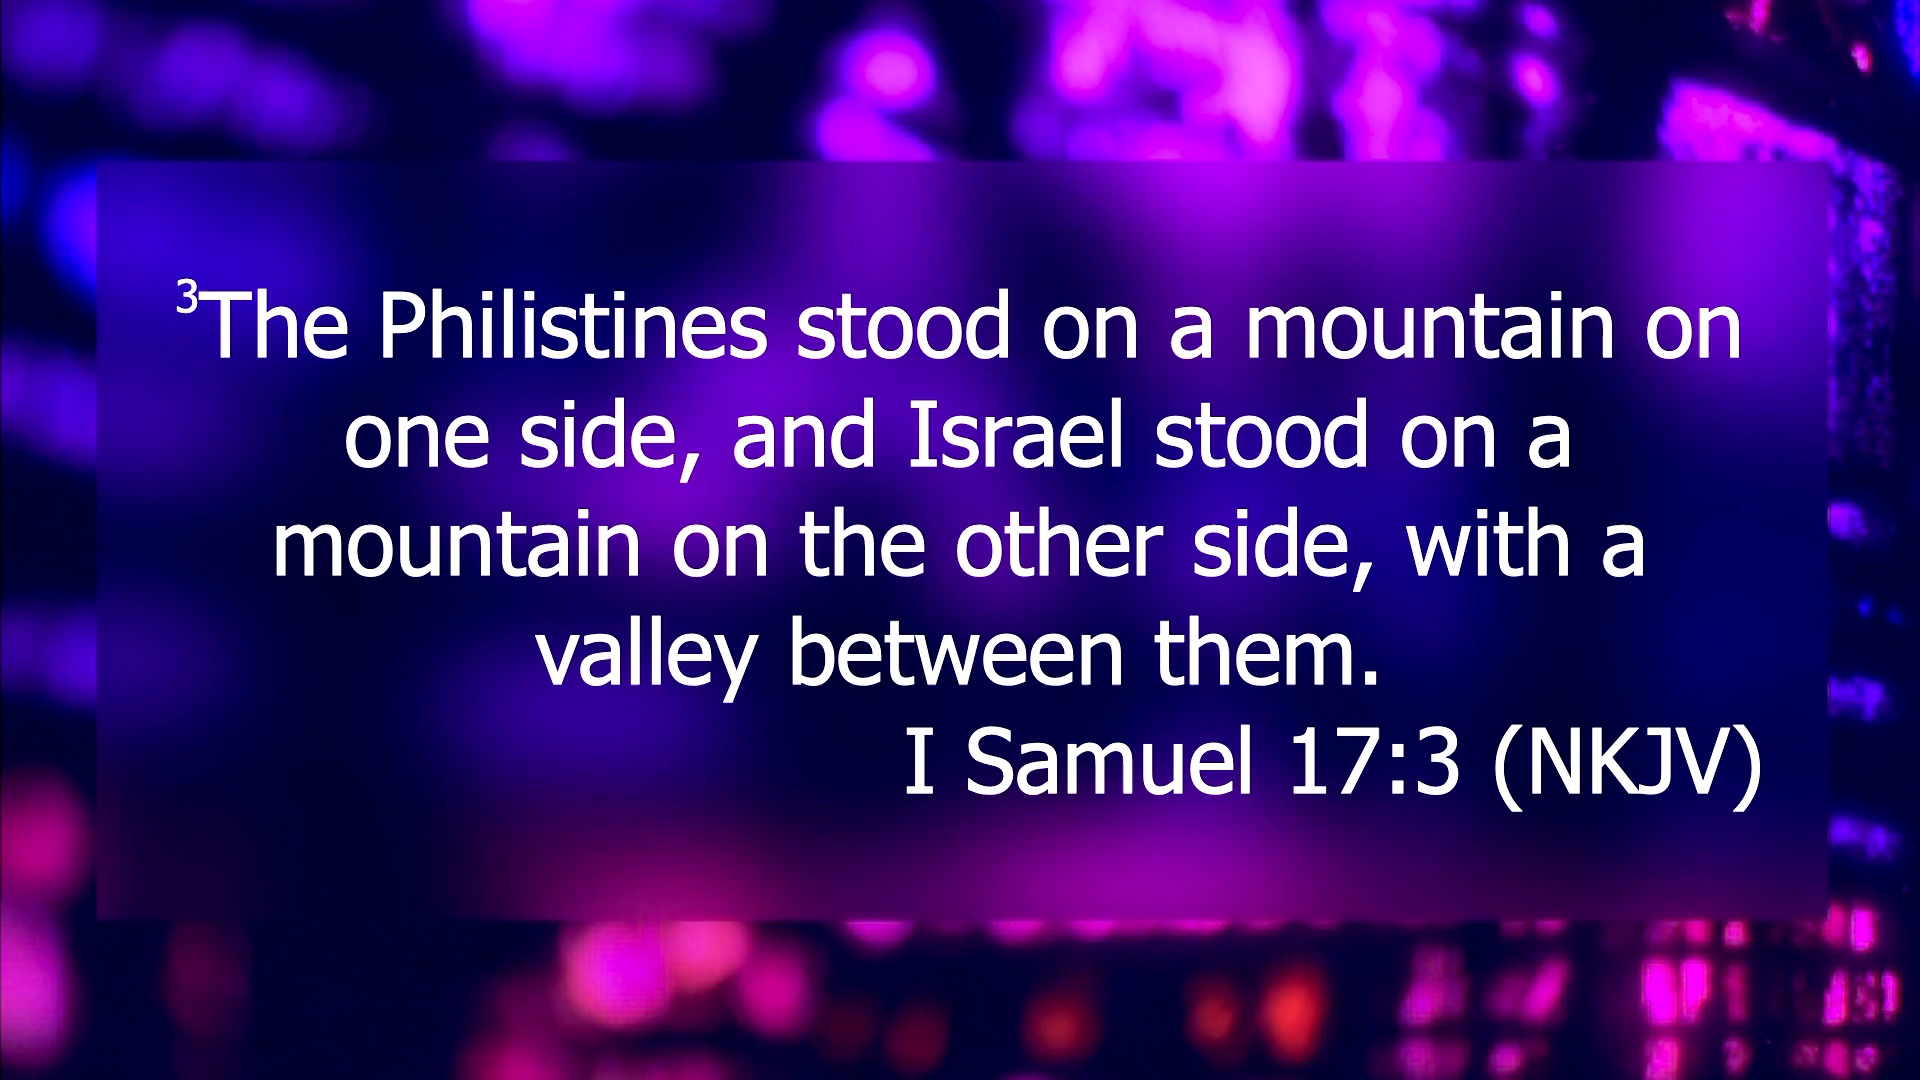 ³The Philistines stood on a mountain on
one side, and Israel stood on a
mountain on the other side, with a
valley between them.
I Samuel 17:3 (NKJV)